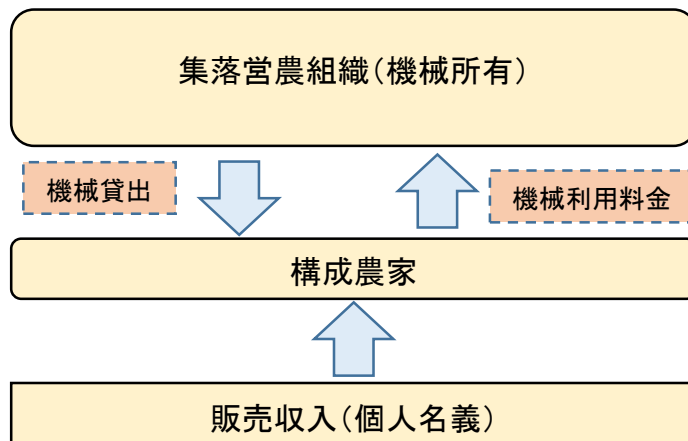 集落営農組織（機械所有）
機械貸出
機械利用料金
構成農家
販売収入（個人名義）